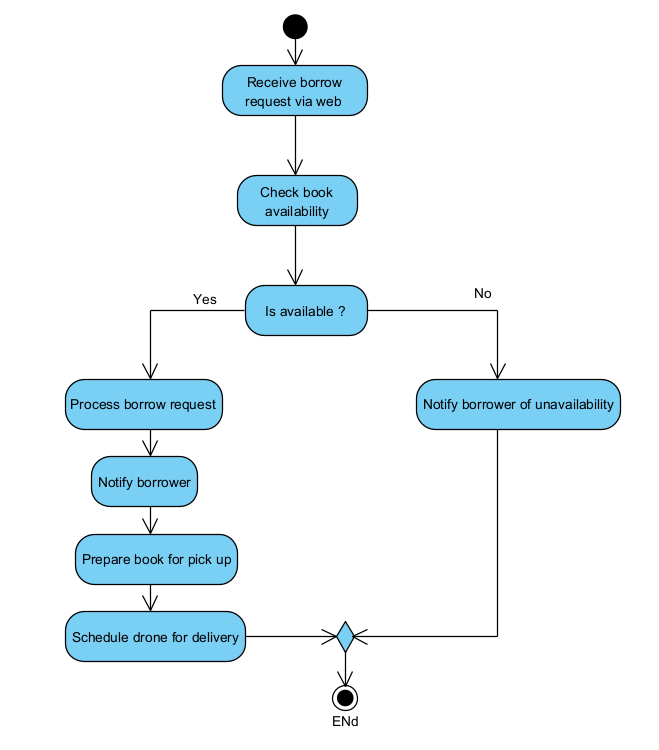 Receive borrow
request via web
Check book
availability
Is available ?
Yes
No
Process borrow request
Notify borrower of unavailability
Notify borrower
Prepare book for pick up
Schedule drone for delivery
ENd